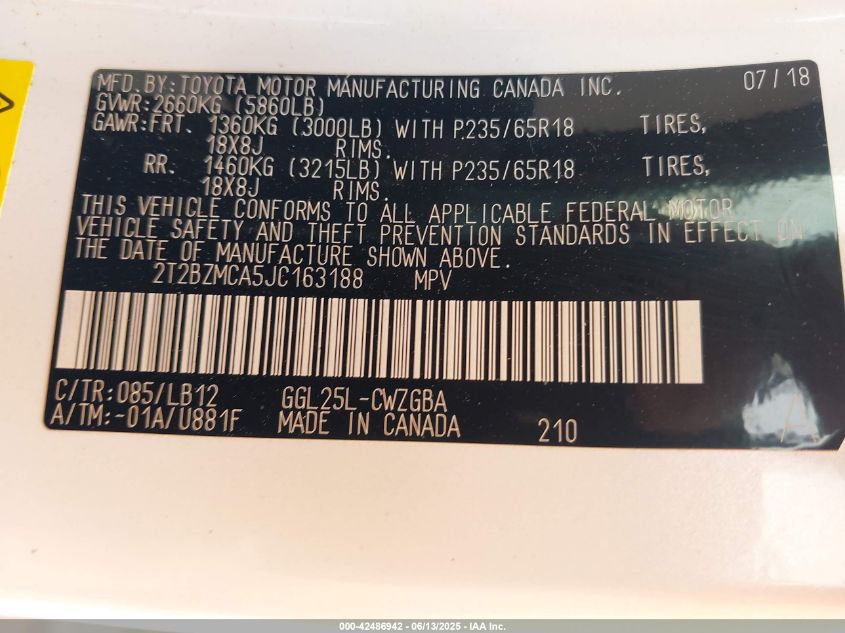 MFD.BY:TOYOTA MOTOR MANUFACTURING CANADA INC. 07/18
GVWR:2660KG (5860LB)
GAWR:FRT. 1360KG (3000LB) WITH P.235/65R18 TIRES,
18X8J RIMS.
RR. 1460KG (3215LB) WITH P.235/65R18 TIRES,
18X8J RIMS.
THIS VEHICLE CONFORMS TO ALL APPLICABLE FEDERAL MOTOR
VEHICLE SAFETY AND THEFT PREVENTION STANDARDS IN EFFECT ON
THE DATE OF MANUFACTURE SHOWN ABOVE.
2T2BZMCA5JC163188 MPV
C/TR:085/LB12 GGL25L-CWZGBA
A/TM:-01A/U881F MADE IN CANADA 210 A
000-42486942 - 06/13/2025 - IAA Inc.